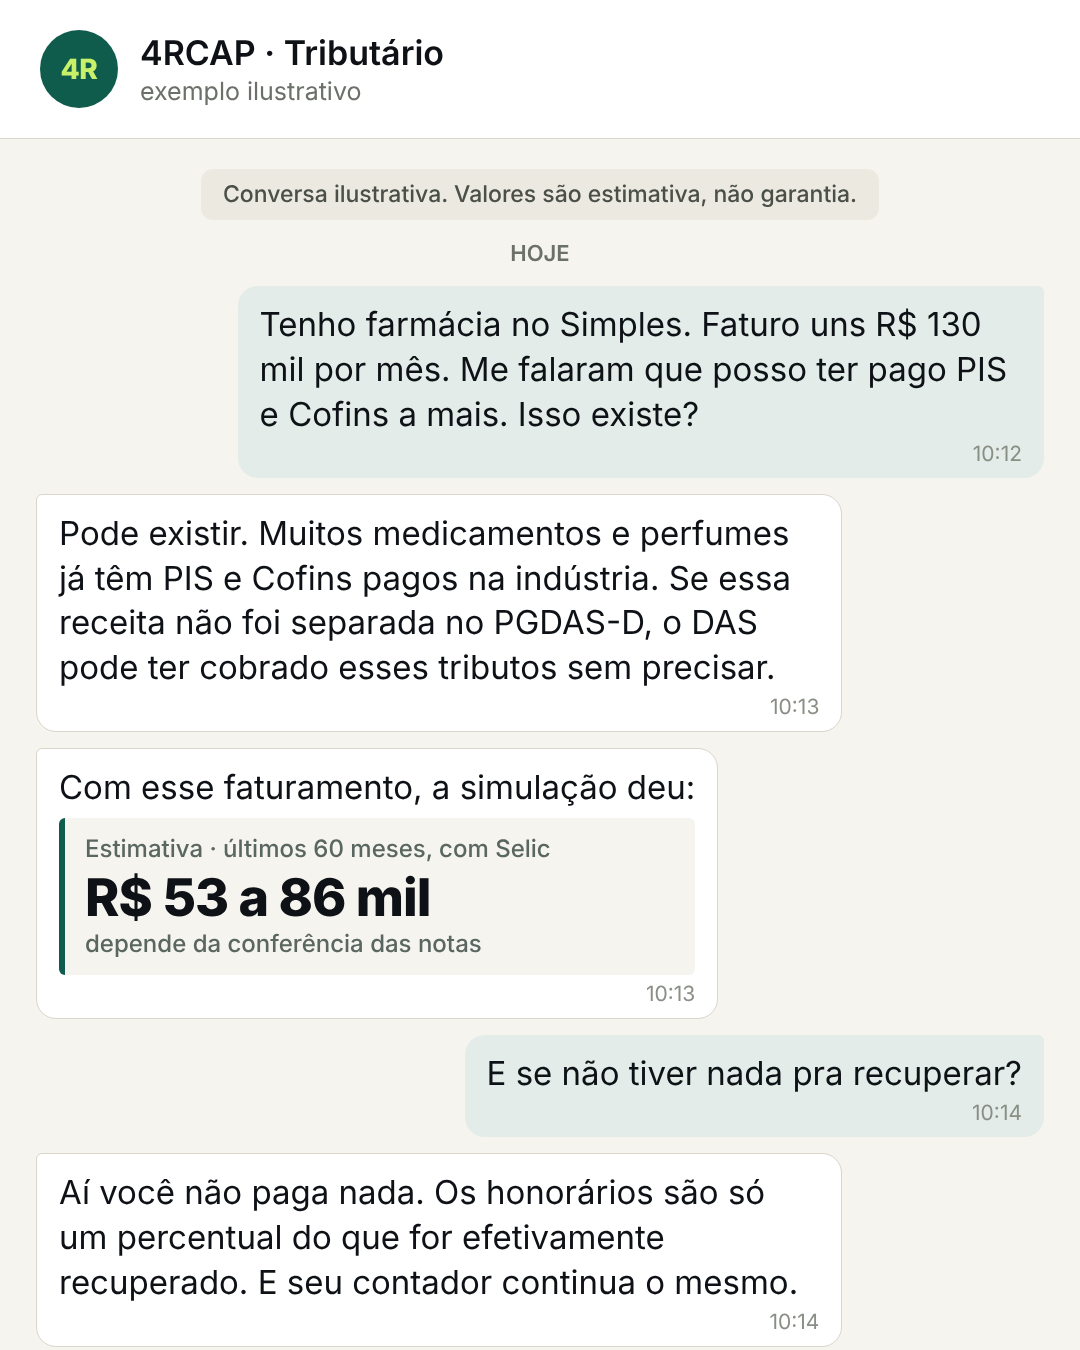 4R
4RCAP · Tributário
exemplo ilustrativo
Conversa ilustrativa. Valores são estimativa, não garantia.
HOJE
Tenho farmácia no Simples. Faturo uns R$ 130
mil por mês. Me falaram que posso ter pago PIS
e Cofins a mais. Isso existe?
10:12
Pode existir. Muitos medicamentos e perfumes
já têm PIS e Cofins pagos na indústria. Se essa
receita não foi separada no PGDAS-D, o DAS
pode ter cobrado esses tributos sem precisar.
10:13
Com esse faturamento, a simulação deu:
Estimativa · últimos 60 meses, com Selic
R$ 53 a 86 mil
depende da conferência das notas
10:13
E se não tiver nada pra recuperar?
10:14
Aí você não paga nada. Os honorários são só
um percentual do que for efetivamente
recuperado. E seu contador continua o mesmo.
10:14